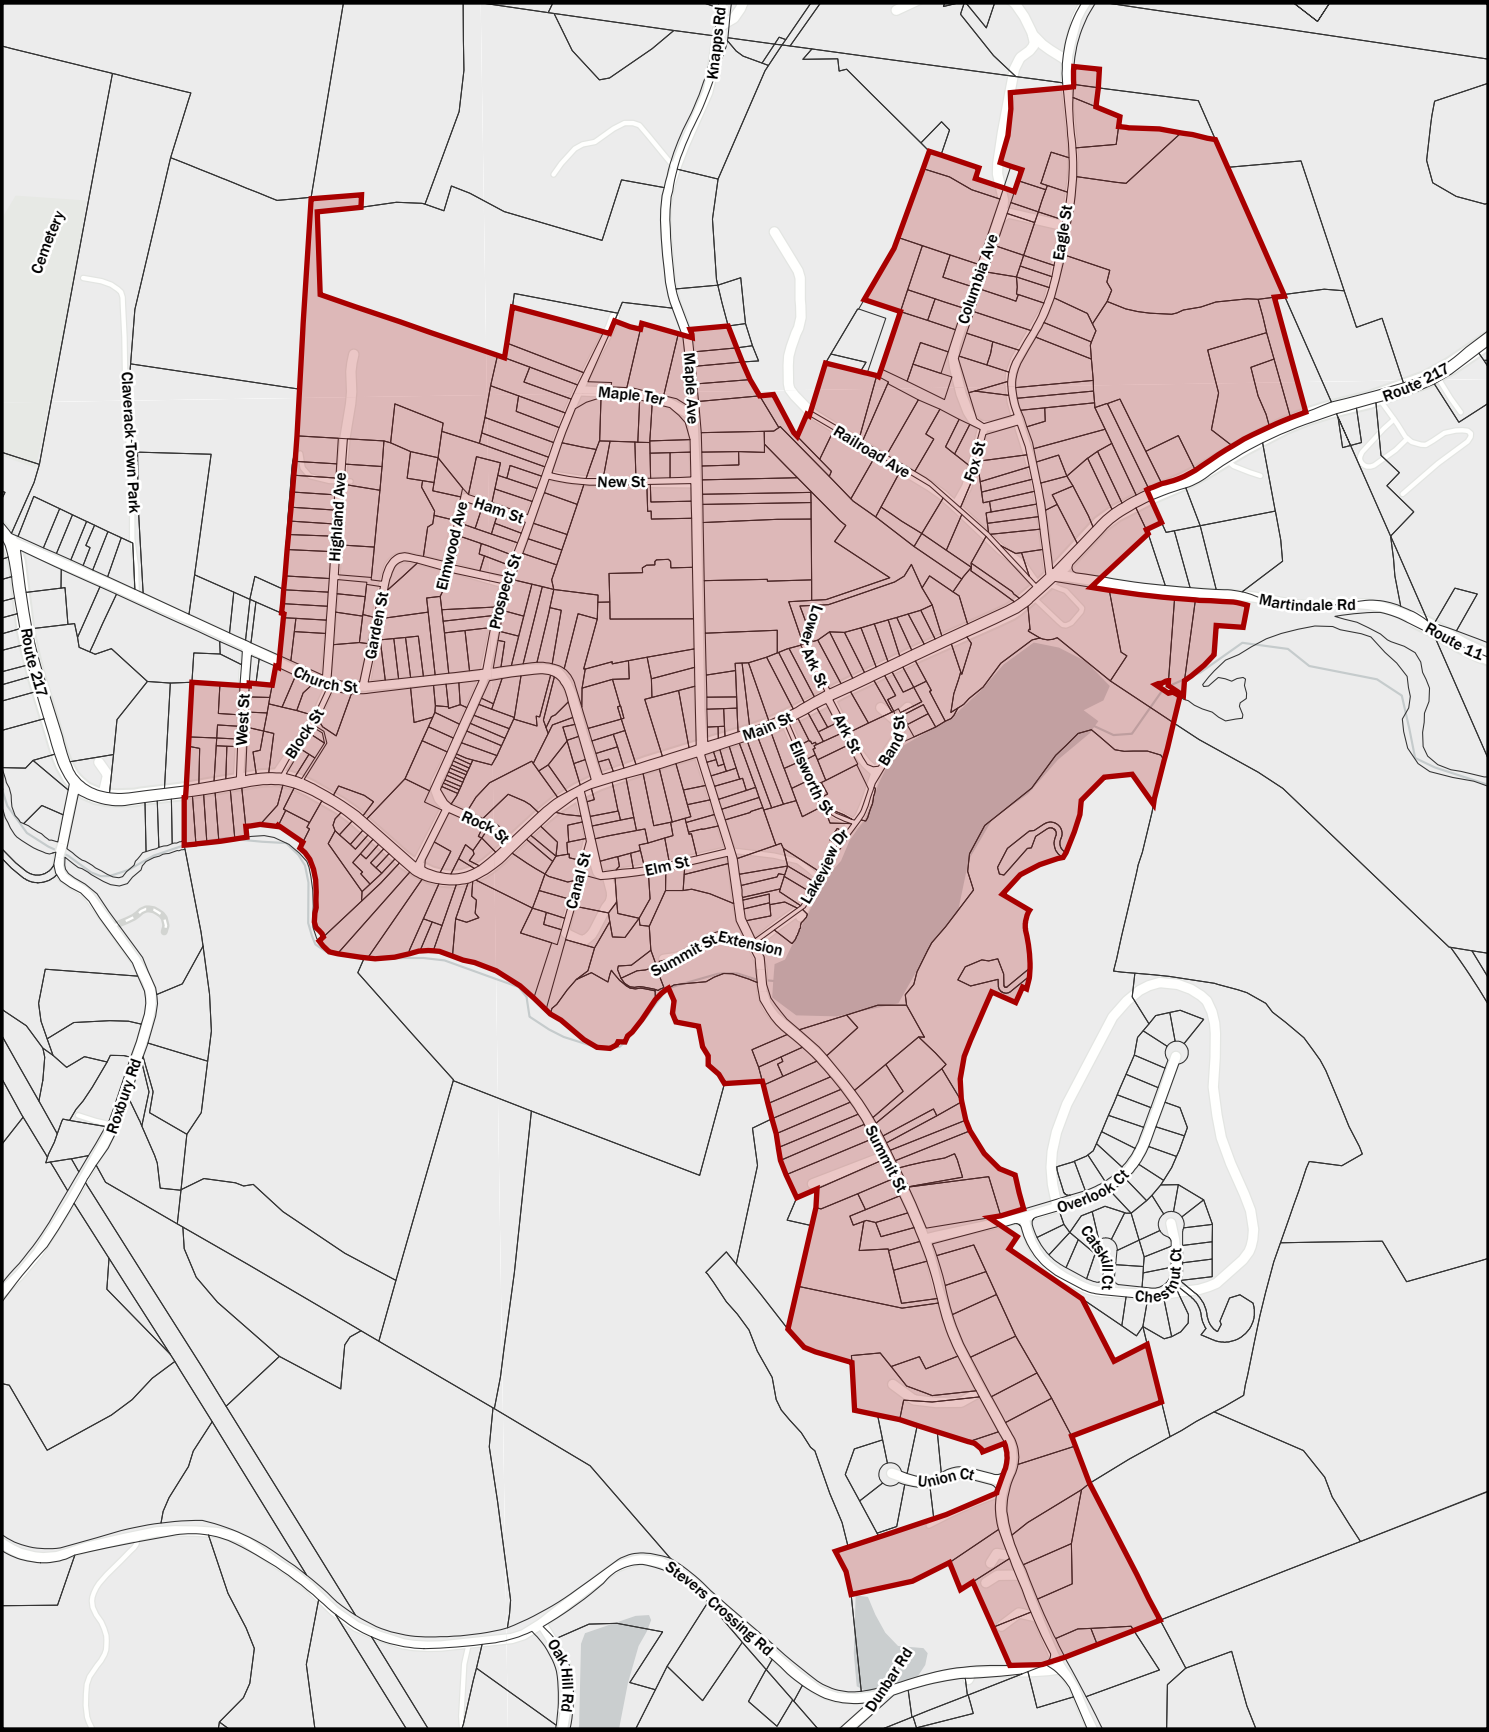 Knapps Rd
Cemetery
Eagle St
Columbia Ave
Claverack Town Park
Maple Ave
Maple Ter
Route 217
Railroad Ave
Fox St
New St
Ham St
Highland Ave
Elmwood Ave
Prospect St
Garden St
Martindale Rd
Route 11
Route 217
Lower Ark St
Church St
West St
Block St
Main St
Ark St
Band St
Ellsworth St
Rock St
Lakeview Dr
Elm St
Canal St
Summit St Extension
Roxbury Rd
Summit St
Overlook Ct
Catskill Ct
Chestnut Ct
Union Ct
Stevers Crossing Rd
Oak Hill Rd
Dunbar Rd